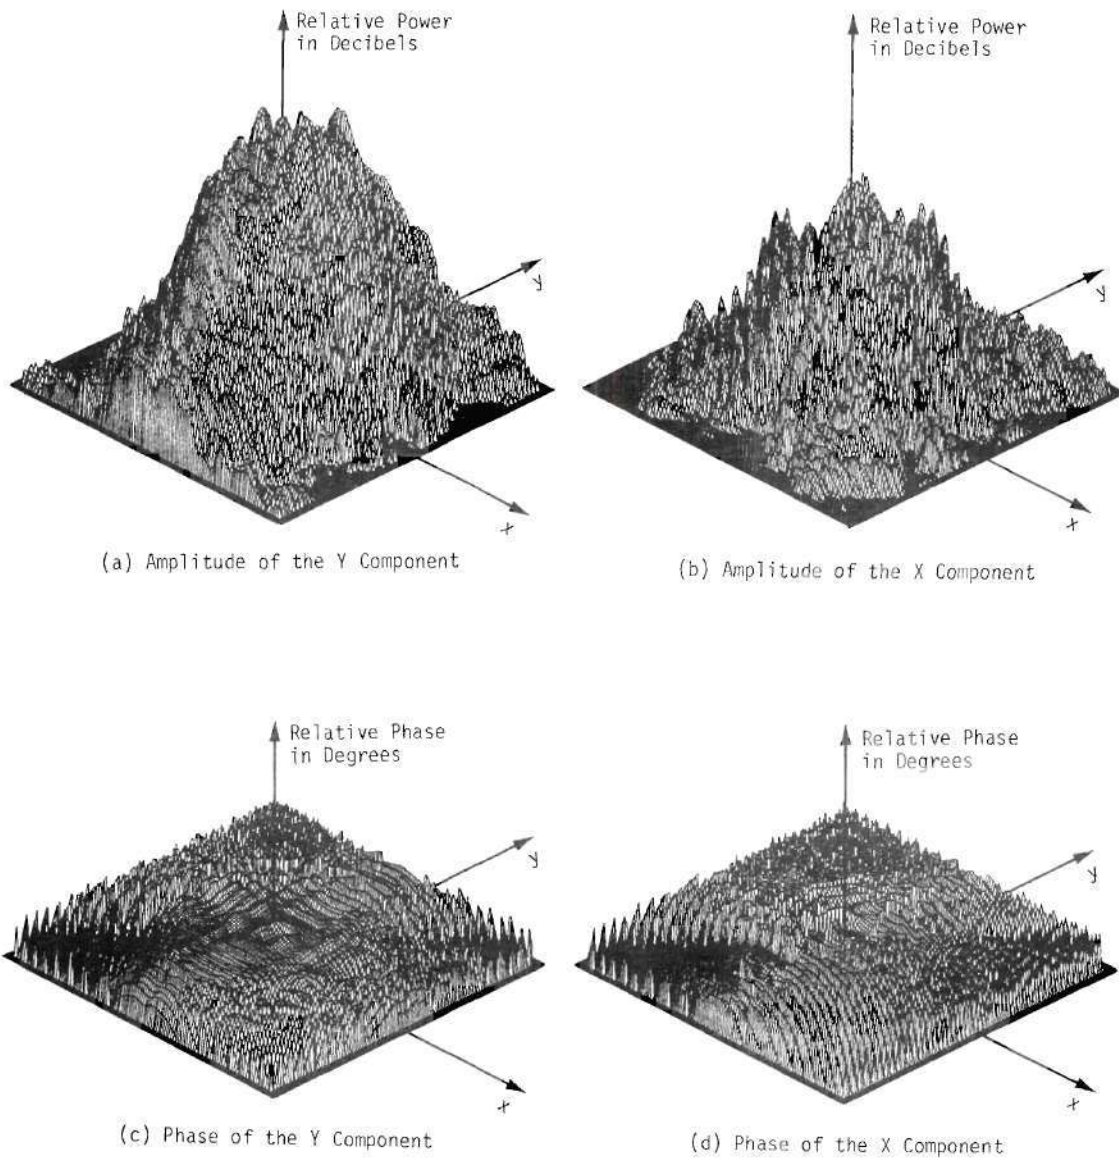 Relative Power
in Decibels
y
x
(a) Amplitude of the Y Component
Relative Power
in Decibels
y
x
(b) Amplitude of the X Component
Relative Phase
in Degrees
y
x
(c) Phase of the Y Component
Relative Phase
in Degrees
y
x
(d) Phase of the X Component